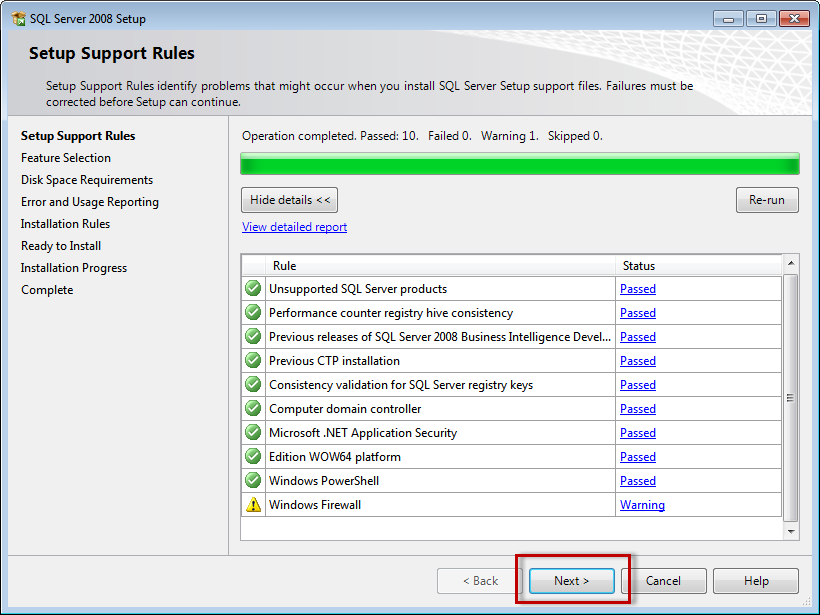 SQL Server 2008 Setup
Setup Support Rules
Setup Support Rules identify problems that might occur when you install SQL Server Setup support files. Failures must be
corrected before Setup can continue.
Setup Support Rules
Feature Selection
Disk Space Requirements
Error and Usage Reporting
Installation Rules
Ready to Install
Installation Progress
Complete
Operation completed. Passed: 10.  Failed 0.  Warning 1.  Skipped 0.
Hide details <<
Re-run
View detailed report
Rule Status
Unsupported SQL Server products Passed
Performance counter registry hive consistency Passed
Previous releases of SQL Server 2008 Business Intelligence Devel... Passed
Previous CTP installation Passed
Consistency validation for SQL Server registry keys Passed
Computer domain controller Passed
Microsoft .NET Application Security Passed
Edition WOW64 platform Passed
Windows PowerShell Passed
Windows Firewall Warning
< Back Next > Cancel Help